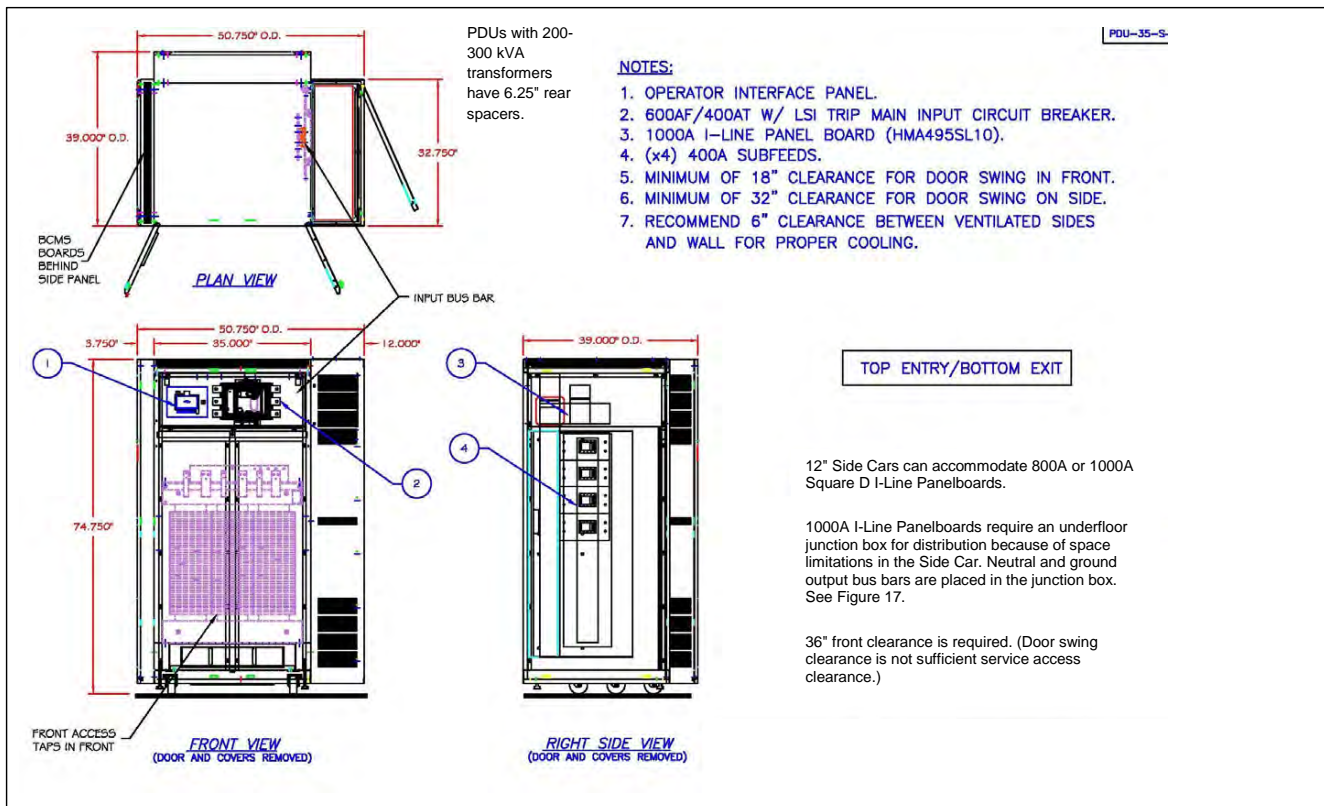 50.750" O.D.
PDUs with 200-
300 kVA
transformers
have 6.25" rear
spacers.
39.000" O.D.
32.750"
BCMS
BOARDS
BEHIND
SIDE PANEL
PLAN VIEW
INPUT BUS BAR
PDU-35-S-
NOTES:
1. OPERATOR INTERFACE PANEL.
2. 600AF/400AT W/ LSI TRIP MAIN INPUT CIRCUIT BREAKER.
3. 1000A I-LINE PANEL BOARD (HMA495SL10).
4. (x4) 400A SUBFEEDS.
5. MINIMUM OF 18" CLEARANCE FOR DOOR SWING IN FRONT.
6. MINIMUM OF 32" CLEARANCE FOR DOOR SWING ON SIDE.
7. RECOMMEND 6" CLEARANCE BETWEEN VENTILATED SIDES
AND WALL FOR PROPER COOLING.
50.750" O.D.
3.750"
35.000"
12.000"
1
2
74.750"
FRONT ACCESS
TAPS IN FRONT
FRONT VIEW
(DOOR AND COVERS REMOVED)
39.000" O.D.
3
4
RIGHT SIDE VIEW
(DOOR AND COVERS REMOVED)
TOP ENTRY/BOTTOM EXIT
12" Side Cars can accommodate 800A or 1000A
Square D I-Line Panelboards.
1000A I-Line Panelboards require an underfloor
junction box for distribution because of space
limitations in the Side Car. Neutral and ground
output bus bars are placed in the junction box.
See Figure 17.
36" front clearance is required. (Door swing
clearance is not sufficient service access
clearance.)